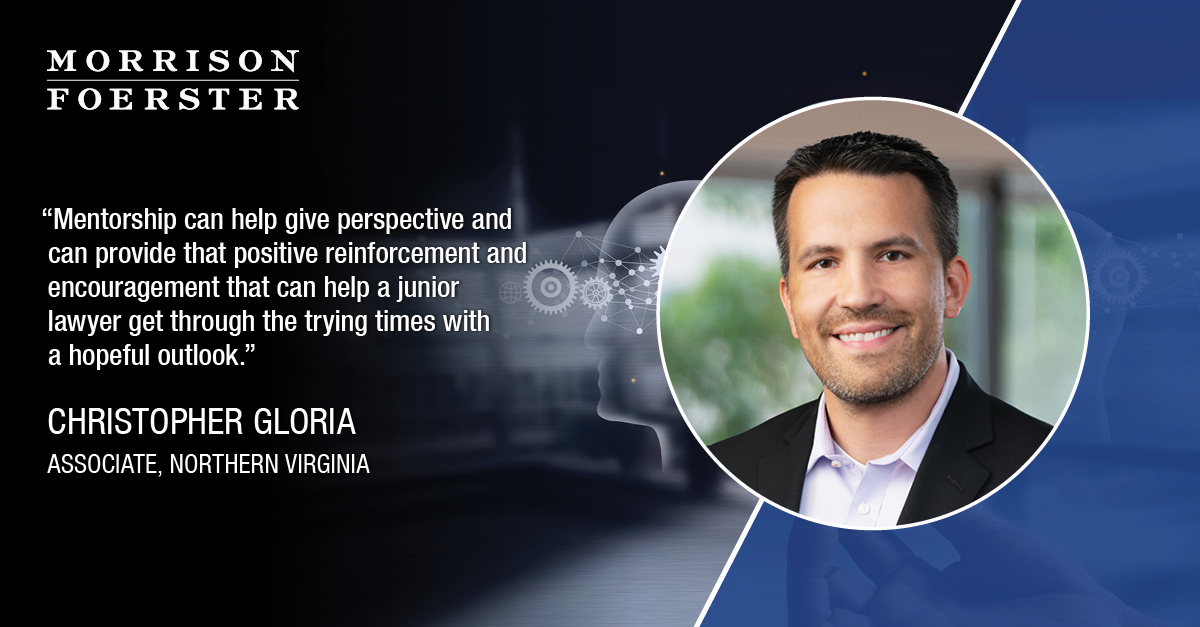 MORRISON
FOERSTER
“Mentorship can help give perspective and
can provide that positive reinforcement and
encouragement that can help a junior
lawyer get through the trying times with
a hopeful outlook.”
CHRISTOPHER GLORIA
ASSOCIATE, NORTHERN VIRGINIA